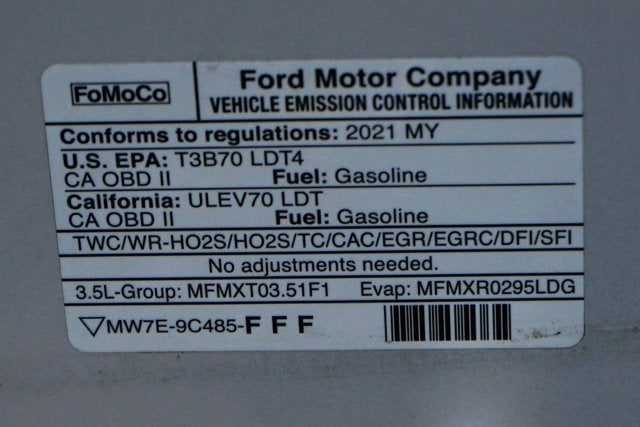 FoMoCo
Ford Motor Company
VEHICLE EMISSION CONTROL INFORMATION
Conforms to regulations: 2021 MY
U.S. EPA: T3B70 LDT4
CA OBD II Fuel: Gasoline
California: ULEV70 LDT
CA OBD II Fuel: Gasoline
TWC/WR-HO2S/HO2S/TC/CAC/EGR/EGRC/DFI/SFI
No adjustments needed.
3.5L-Group: MFMXT03.51F1 Evap: MFMXR0295LDG
▽MW7E-9C485-FFF